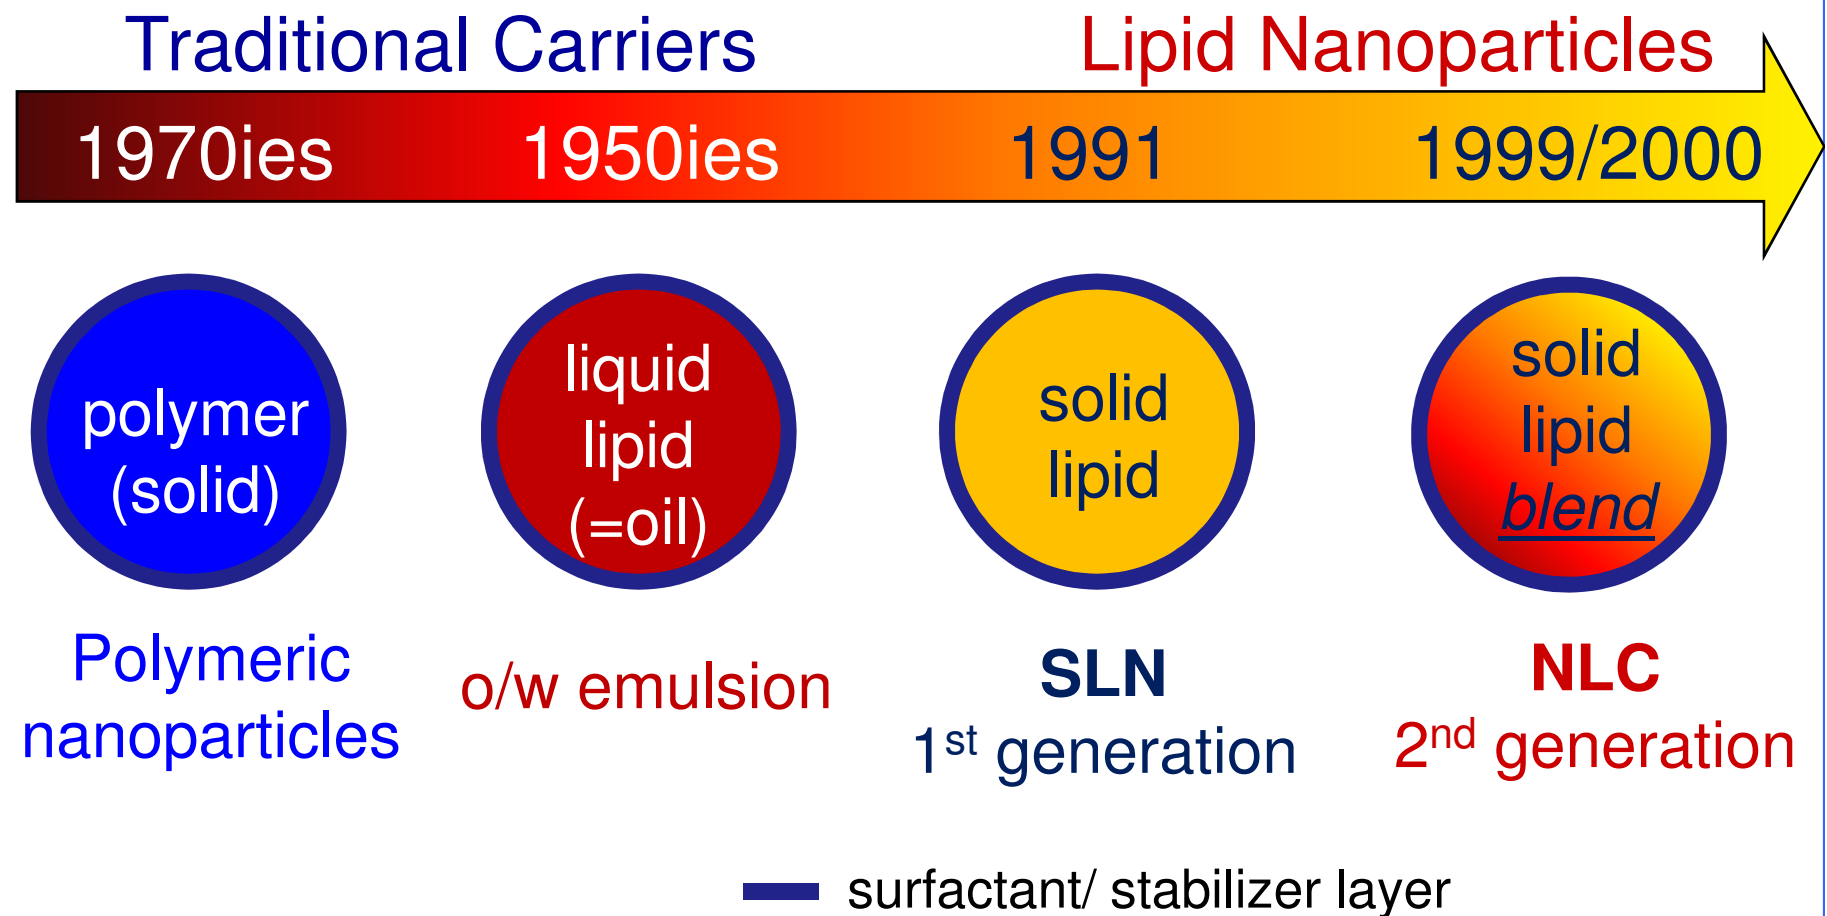 Traditional Carriers
Lipid Nanoparticles
1970ies
1950ies
1991
1999/2000
polymer
(solid)
liquid
lipid
(=oil)
solid
lipid
solid
lipid
blend
Polymeric
nanoparticles
o/w emulsion
SLN
1st generation
NLC
2nd generation
surfactant/ stabilizer layer